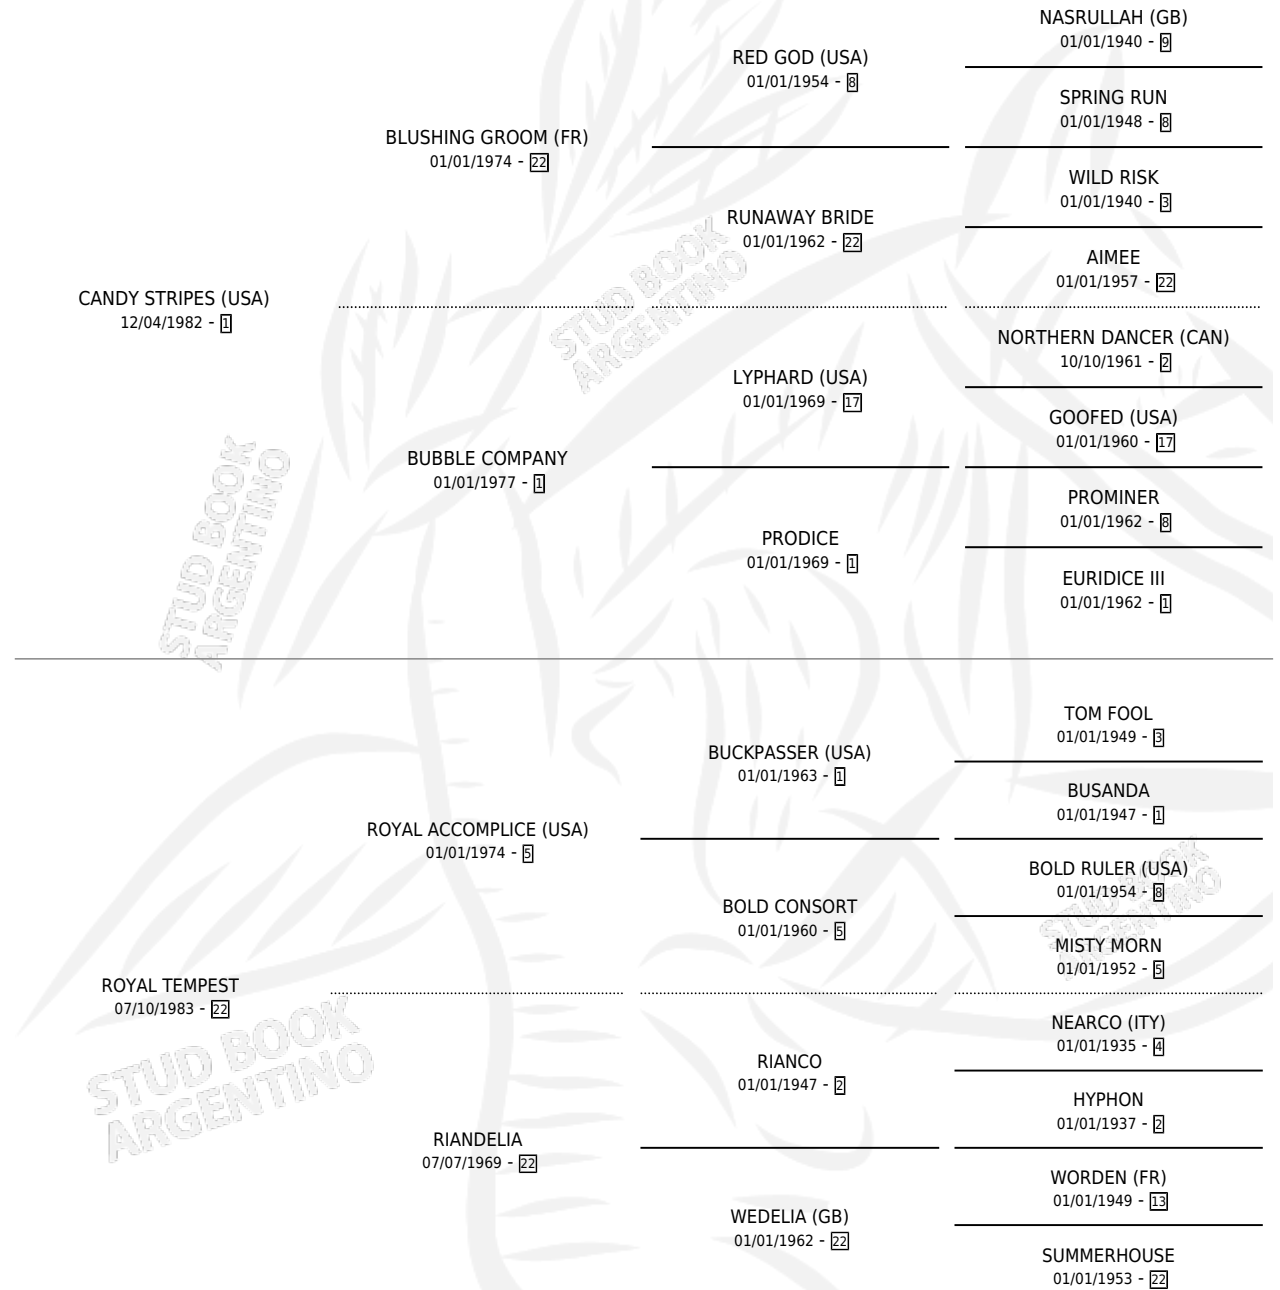 NASRULLAH (GB)
01/01/1940 - 9
RED GOD (USA)
01/01/1954 - 8
SPRING RUN
01/01/1948 - 8
BLUSHING GROOM (FR)
01/01/1974 - 22
WILD RISK
01/01/1940 - 3
RUNAWAY BRIDE
01/01/1962 - 22
AIMEE
01/01/1957 - 22
CANDY STRIPES (USA)
12/04/1982 - 1
NORTHERN DANCER (CAN)
10/10/1961 - 2
LYPHARD (USA)
01/01/1969 - 17
GOOFED (USA)
01/01/1960 - 17
BUBBLE COMPANY
01/01/1977 - 1
PROMINER
01/01/1962 - 8
PRODICE
01/01/1969 - 1
EURIDICE III
01/01/1962 - 1
STUD BOOK
ARGENTINO
STUD BOOK
ARGENTINO
TOM FOOL
01/01/1949 - 3
BUCKPASSER (USA)
01/01/1963 - 1
BUSANDA
01/01/1947 - 1
ROYAL ACCOMPLICE (USA)
01/01/1974 - 5
BOLD RULER (USA)
01/01/1954 - 8
BOLD CONSORT
01/01/1960 - 5
MISTY MORN
01/01/1952 - 5
STUD BOOK
ARGENTINO
ROYAL TEMPEST
07/10/1983 - 22
NEARCO (ITY)
01/01/1935 - 4
RIANCO
01/01/1947 - 2
HYPHON
01/01/1937 - 2
STUD BOOK
ARGENTINO
RIANDELIA
07/07/1969 - 22
WORDEN (FR)
01/01/1949 - 13
WEDELIA (GB)
01/01/1962 - 22
SUMMERHOUSE
01/01/1953 - 22